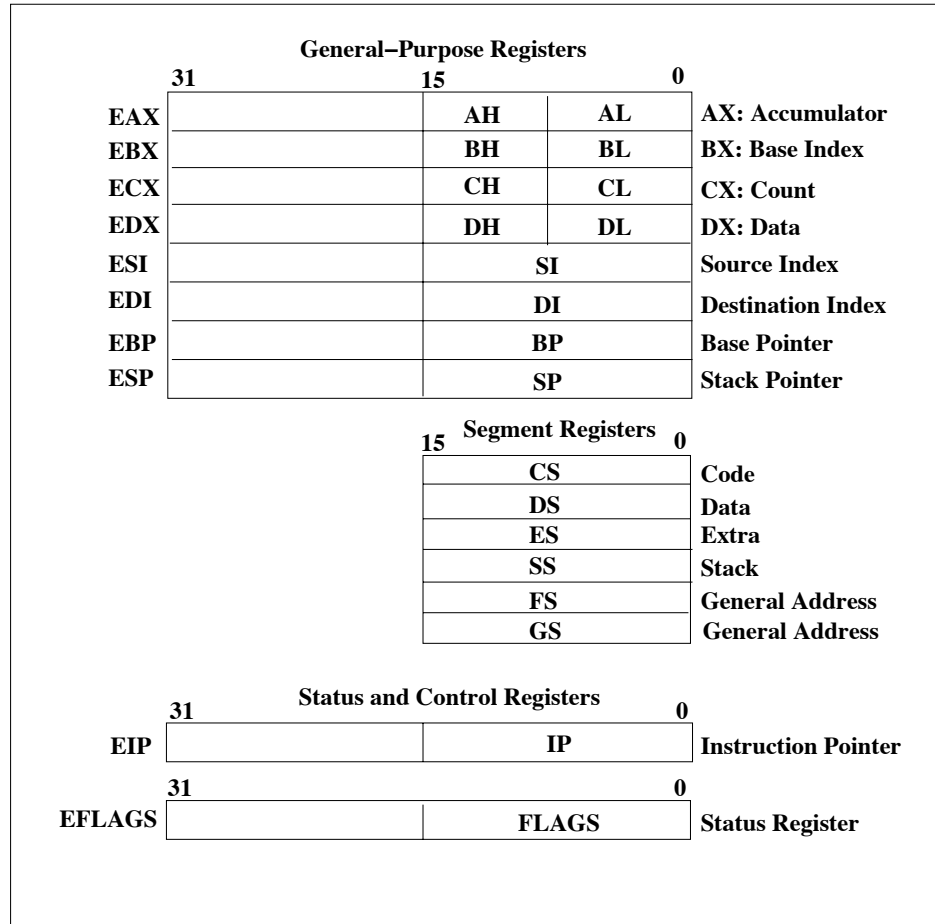 General–Purpose Registers
31 15 0
EAX AH AL AX: Accumulator
EBX BH BL BX: Base Index
ECX CH CL CX: Count
EDX DH DL DX: Data
ESI SI Source Index
EDI DI Destination Index
EBP BP Base Pointer
ESP SP Stack Pointer
Segment Registers
15 0
CS Code
DS Data
ES Extra
SS Stack
FS General Address
GS General Address
Status and Control Registers
31 0
EIP IP Instruction Pointer
31 0
EFLAGS FLAGS Status Register